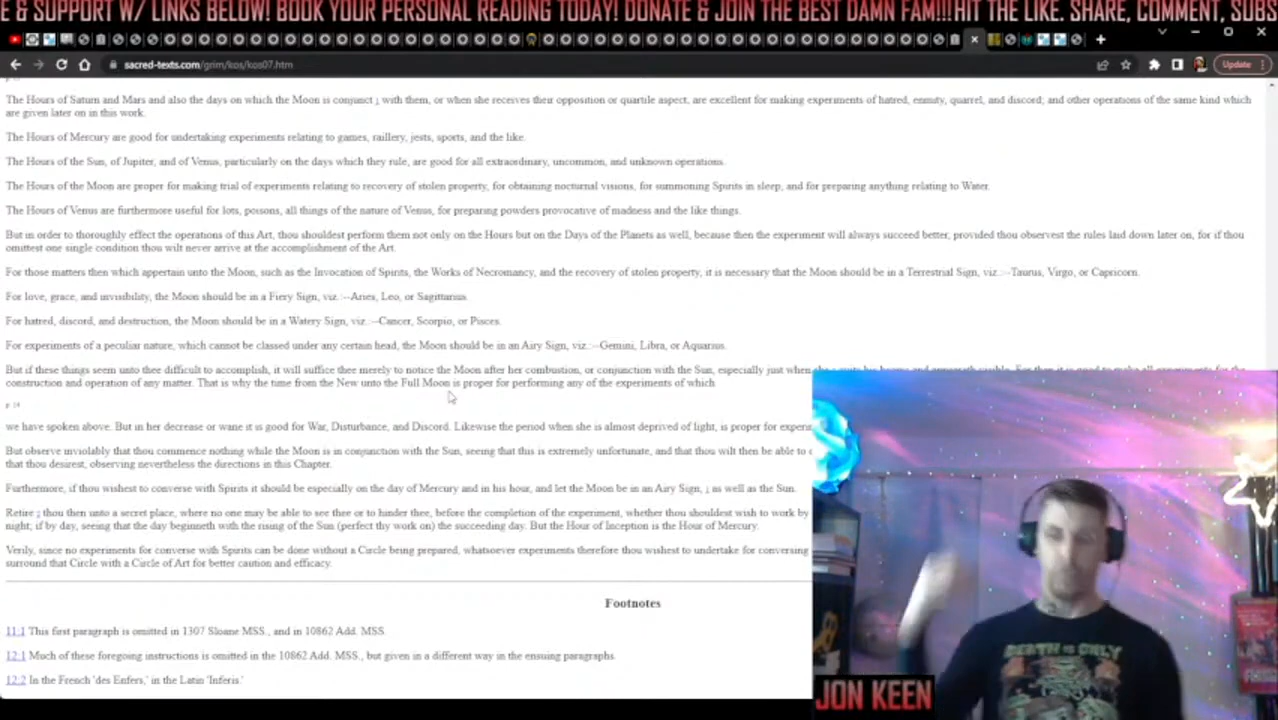 E & SUPPORT W/ LINKS BELOW! BOOK YOUR PERSONAL READING TODAY! DONATE & JOIN THE BEST DAMN FAM!!! HIT THE LIKE. SHARE, COMMENT, SUBS
sacred-texts.com/grim/kos/kos07.htm
Update
The Hours of Saturn and Mars and also the days on which the Moon is conjunct 1 with them, or when she receives their opposition or quartile aspect, are excellent for making experiments of hatred, enmity, quarrel, and discord; and other operations of the same kind which
are given later on in this work.
The Hours of Mercury are good for undertaking experiments relating to games, raillery, jests, sports, and the like.
The Hours of the Sun, of Jupiter, and of Venus, particularly on the days which they rule, are good for all extraordinary, uncommon, and unknown operations.
The Hours of the Moon are proper for making trial of experiments relating to recovery of stolen property, for obtaining nocturnal visions, for summoning Spirits in sleep, and for preparing anything relating to Water.
The Hours of Venus are furthermore useful for lots, poisons, all things of the nature of Venus, for preparing powders provocative of madness and the like things.
But in order to thoroughly effect the operations of this Art, thou shouldest perform them not only on the Hours but on the Days of the Planets as well, because then the experiment will always succeed better, provided thou observest the rules laid down later on, for if thou
omittest one single condition thou wilt never arrive at the accomplishment of the Art.
For those matters then which appertain unto the Moon, such as the Invocation of Spirits, the Works of Necromancy, and the recovery of stolen property, it is necessary that the Moon should be in a Terrestrial Sign, viz.:--Taurus, Virgo, or Capricorn.
For love, grace, and invisibility, the Moon should be in a Fiery Sign, viz.:--Aries, Leo, or Sagittarius.
For hatred, discord, and destruction, the Moon should be in a Watery Sign, viz.:--Cancer, Scorpio, or Pisces.
For experiments of a peculiar nature, which cannot be classed under any certain head, the Moon should be in an Airy Sign, viz.:--Gemini, Libra, or Aquarius.
But if these things seem unto thee difficult to accomplish, it will suffice thee merely to notice the Moon after her combustion, or conjunction with the Sun, especially just when
construction and operation of any matter. That is why the time from the New unto the Full Moon is proper for performing any of the experiments of which
p. 14
we have spoken above. But in her decrease or wane it is good for War, Disturbance, and Discord. Likewise the period when she is almost deprived of light, is proper for
But observe inviolably that thou commence nothing while the Moon is in conjunction with the Sun, seeing that this is extremely unfortunate, and that thou wilt then be able to
that thou desirest, observing nevertheless the directions in this Chapter.
Furthermore, if thou wishest to converse with Spirits it should be especially on the day of Mercury and in his hour, and let the Moon be in an Airy Sign, as well as the Sun.
Retire thou then unto a secret place, where no one may be able to see thee or to hinder thee, before the completion of the experiment, whether thou shouldest wish to work by
night; if by day, seeing that the day beginneth with the rising of the Sun (perfect thy work on) the succeeding day. But the Hour of Inception is the Hour of Mercury.
Verily, since no experiments for converse with Spirits can be done without a Circle being prepared, whatsoever experiments therefore thou wishest to undertake for conversing
surround that Circle with a Circle of Art for better caution and efficacy.
Footnotes
11:1 This first paragraph is omitted in 1307 Sloane MSS., and in 10862 Add. MSS.
12:1 Much of these foregoing instructions is omitted in the 10862 Add. MSS., but given in a different way in the ensuing paragraphs.
12:2 In the French 'des Enfers,' in the Latin 'Inferis.'
DEATH IS ONLY
JON KEEN